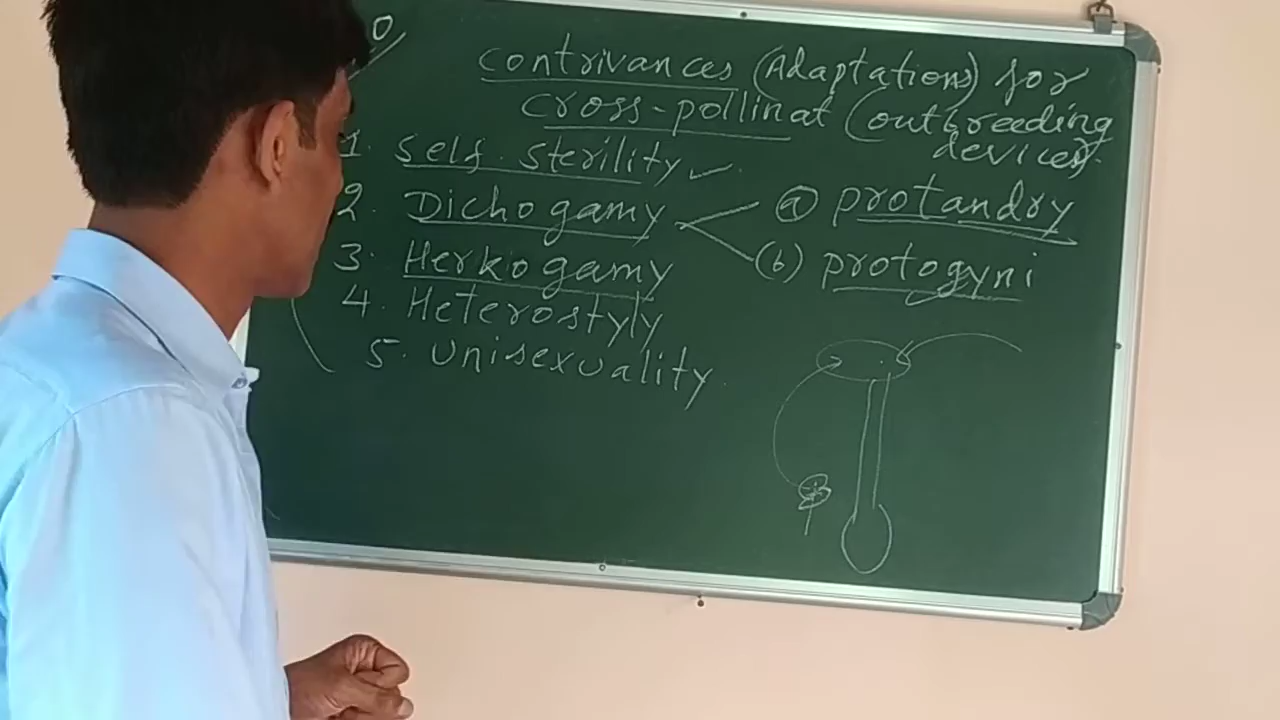 0
Contrivances (Adaptations) for
cross-pollinat (outbreeding
devices.
1. Self. sterility ✓
2. Dichogamy
(a) protandry
(b) protogyni
3. Herkogamy
4. Heterostyly
5. Unisexuality.